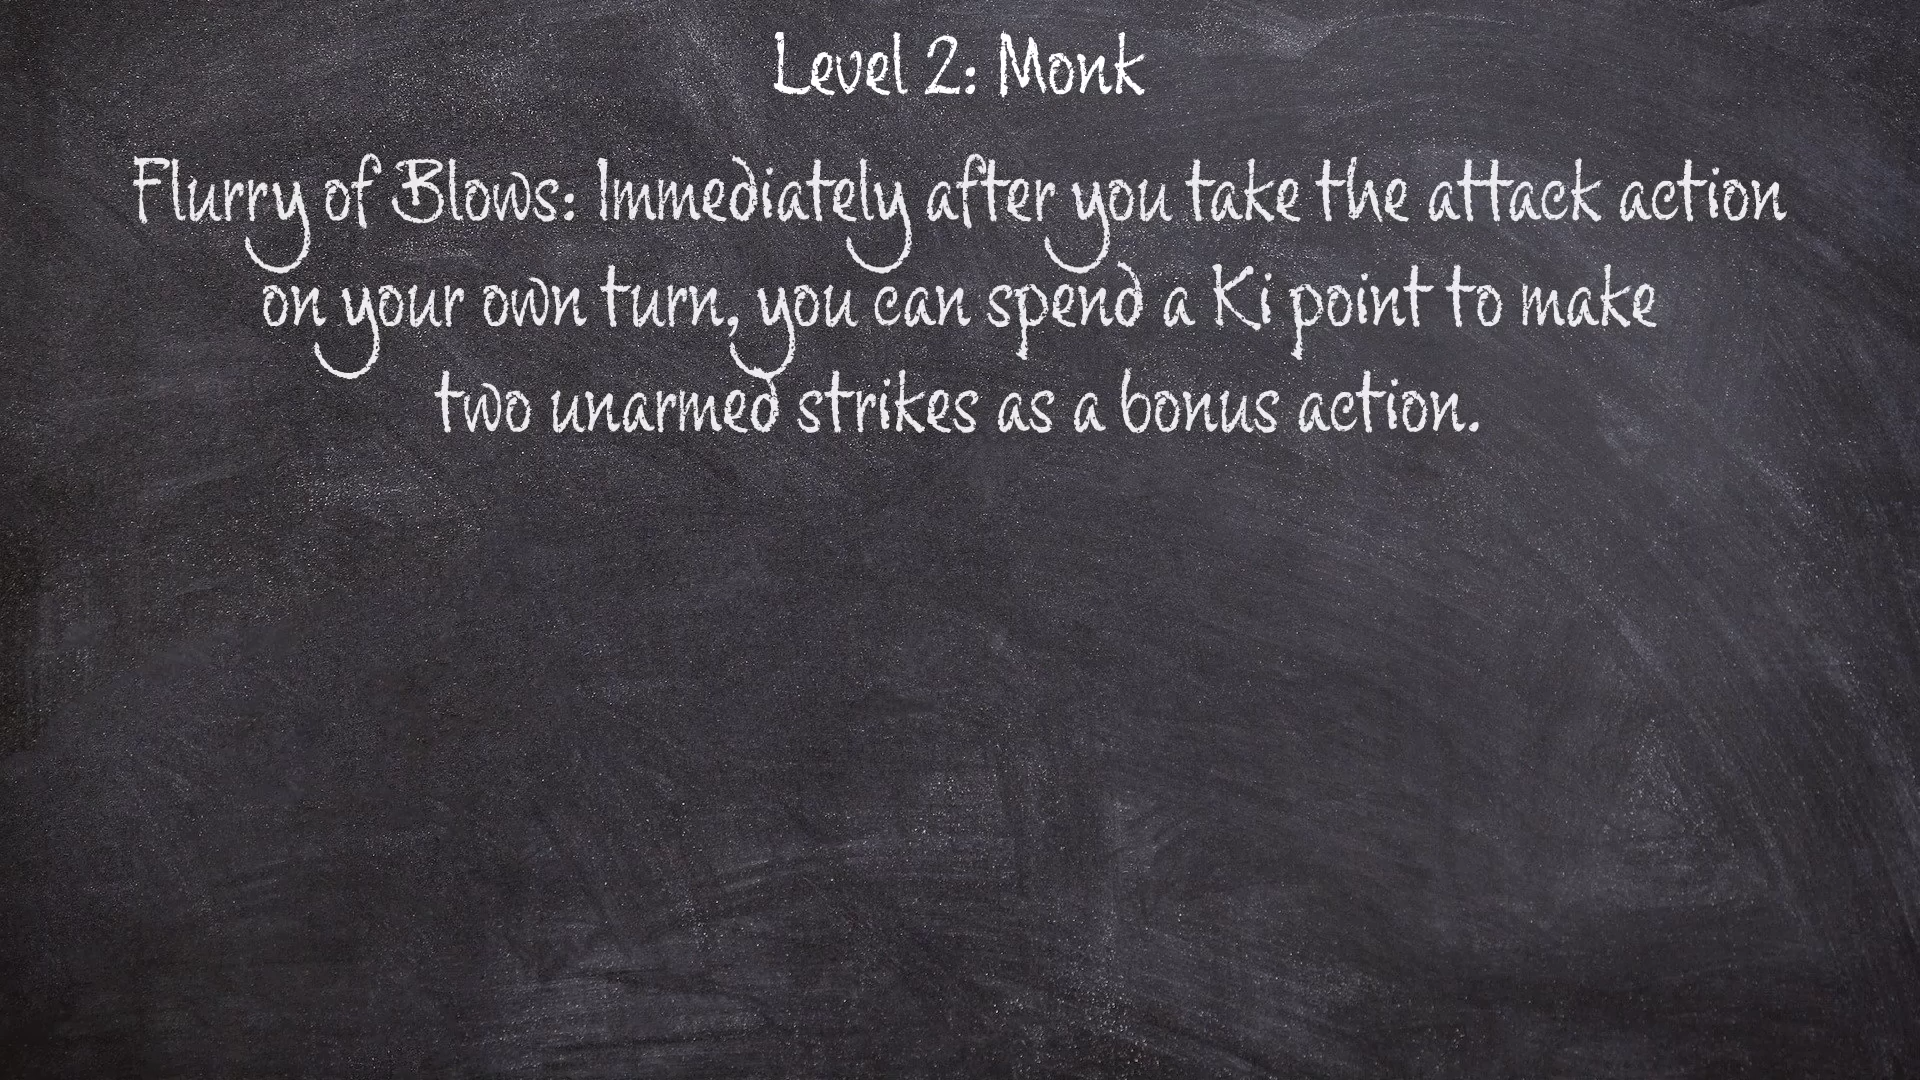 Level 2: Monk
Flurry of Blows: Immediately after you take the attack action
on your own turn, you can spend a Ki point to make
two unarmed strikes as a bonus action.